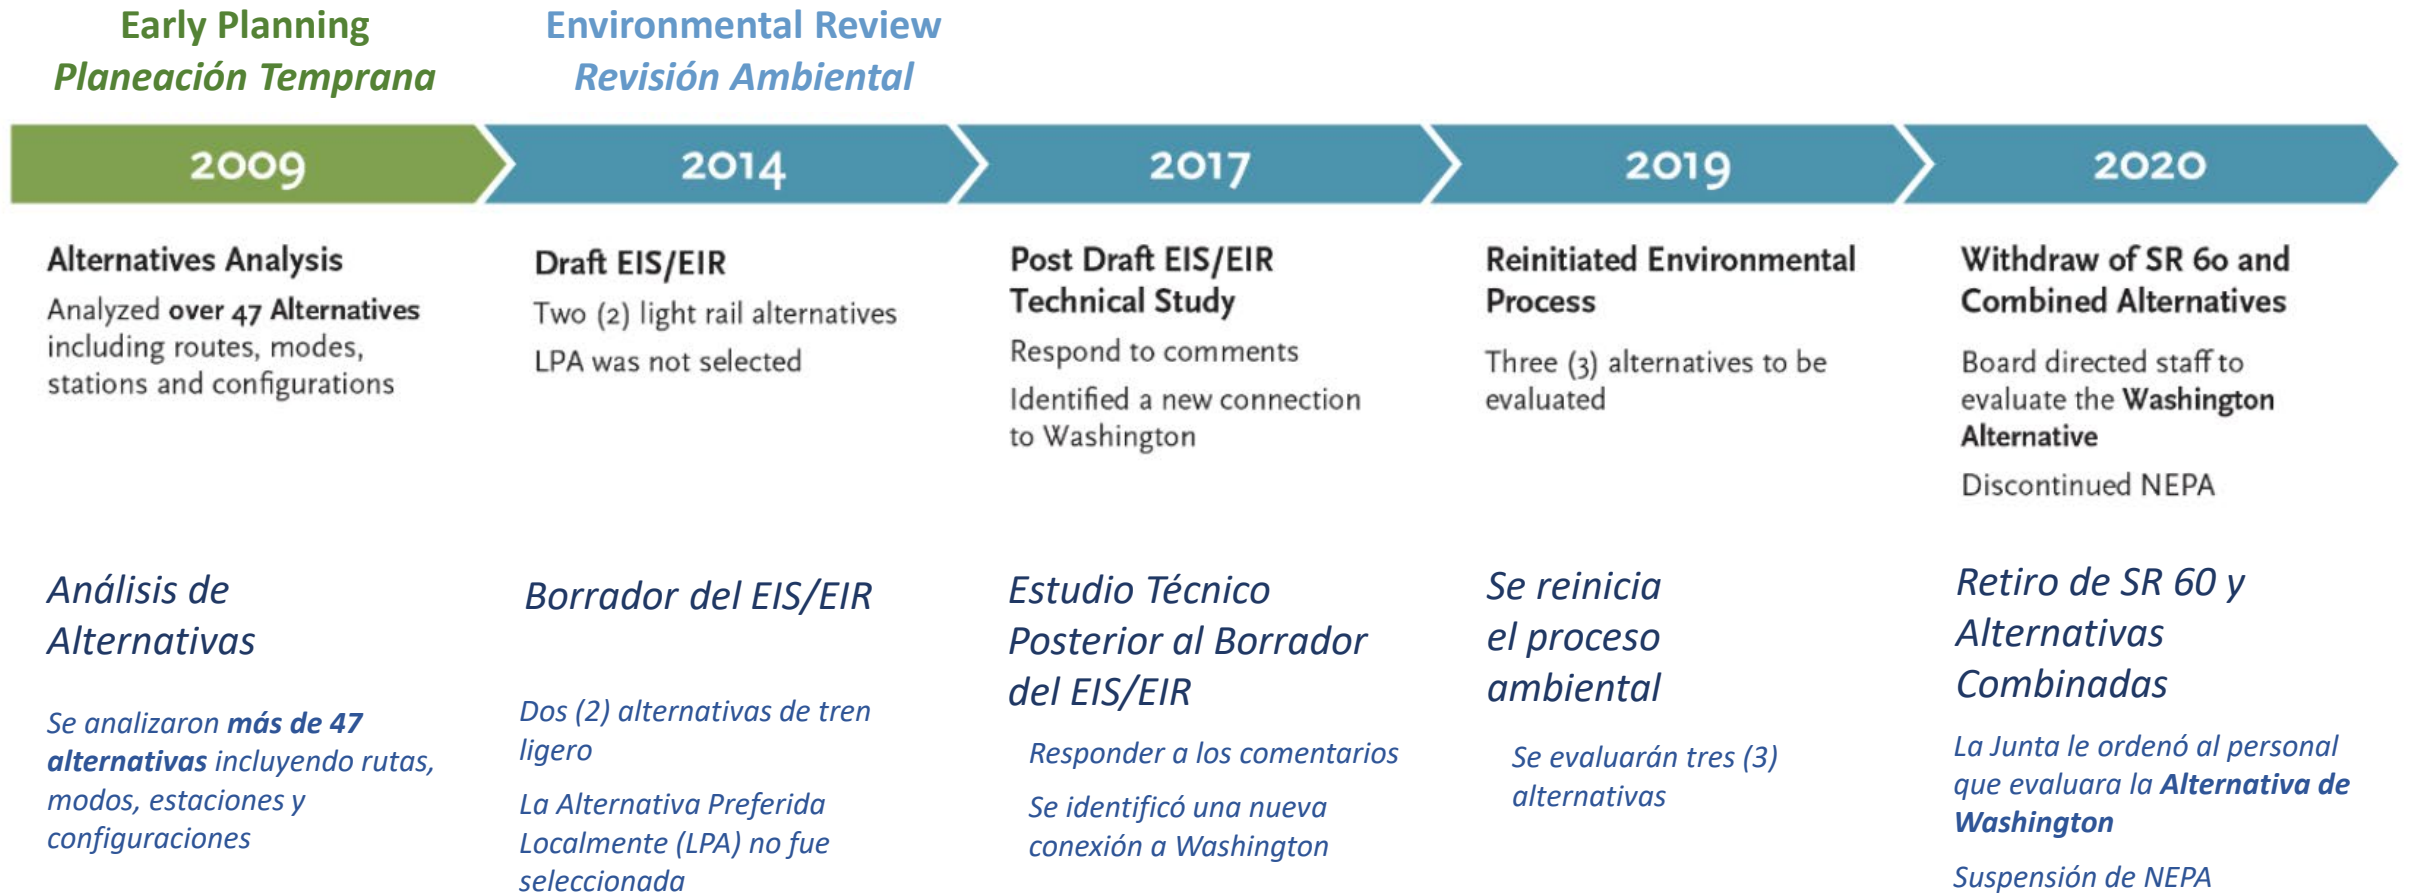 Early Planning
Planeación Temprana
Environmental Review
Revisión Ambiental
2009
2014
2017
2019
2020
Alternatives Analysis
Analyzed over 47 Alternatives
including routes, modes,
stations and configurations
Draft EIS/EIR
Two (2) light rail alternatives
LPA was not selected
Post Draft EIS/EIR
Technical Study
Respond to comments
Identified a new connection
to Washington
Reinitiated Environmental
Process
Three (3) alternatives to be
evaluated
Withdraw of SR 60 and
Combined Alternatives
Board directed staff to
evaluate the Washington
Alternative
Discontinued NEPA
Análisis de
Alternativas
Se analizaron más de 47
alternativas incluyendo rutas,
modos, estaciones y
configuraciones
Borrador del EIS/EIR
Dos (2) alternativas de tren
ligero
La Alternativa Preferida
Localmente (LPA) no fue
seleccionada
Estudio Técnico
Posterior al Borrador
del EIS/EIR
Responder a los comentarios
Se identificó una nueva
conexión a Washington
Se reinicia
el proceso
ambiental
Se evaluarán tres (3)
alternativas
Retiro de SR 60 y
Alternativas
Combinadas
La Junta le ordenó al personal
que evaluara la Alternativa de
Washington
Suspensión de NEPA